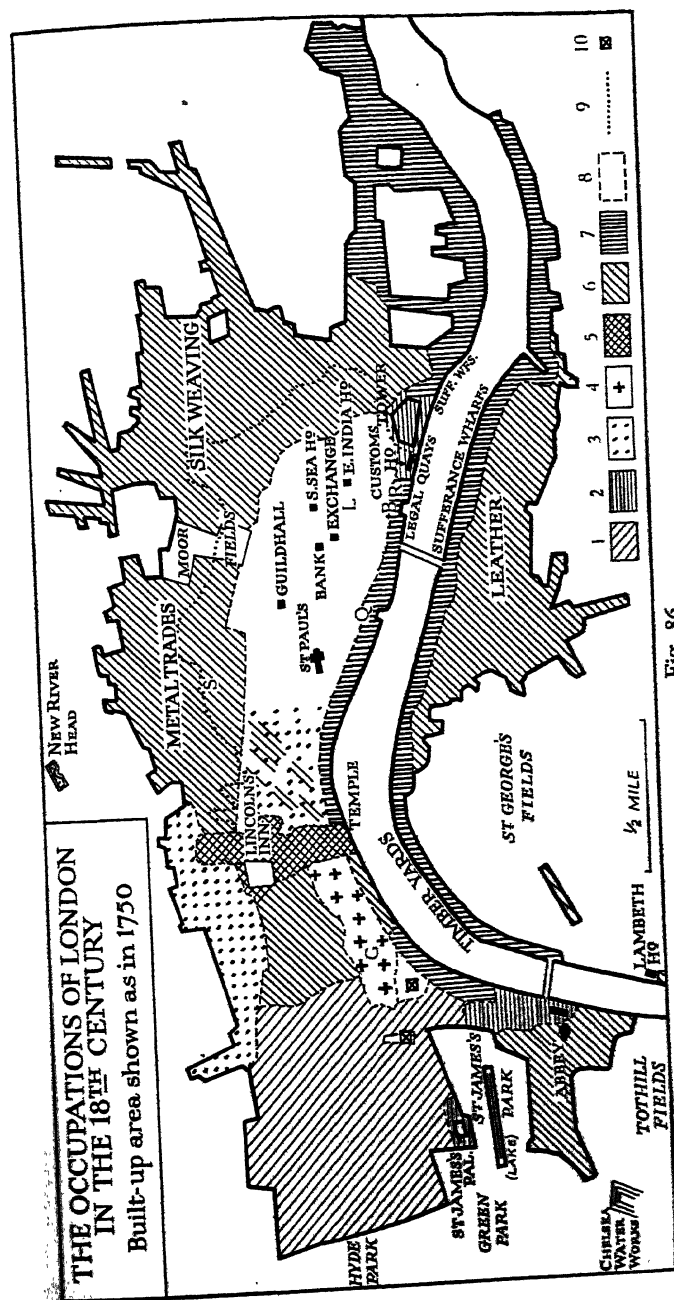 THE OCCUPATIONS OF LONDON
IN THE 18TH CENTURY
Built-up area shown as in 1750
NEW RIVER
HEAD
METAL TRADES
MOOR
FIELDS
SILK WEAVING
S
LINCOLNS
INN
GUILDHALL
ST PAUL'S
BANK
S.SEA HO
EXCHANGE
L
E. INDIA HO
CUSTOMS
HO
TOWER
B
Q
TEMPLE
C
LEGAL QUAYS
SUFF. WFS.
SUFFERANCE WHARFS
LEATHER
TIMBER YARDS
ST GEORGE'S
FIELDS
HYDE
PARK
ST JAMES'S
PAL.
GREEN
PARK
ST JAMES'S
PARK
(LAKE)
ABBEY
TOTHILL
FIELDS
CHELSEA
WATER
WORKS
LAMBETH
HO
1/2 MILE
1 2 3 4 5 6 7 8 9 10
Fig. 86